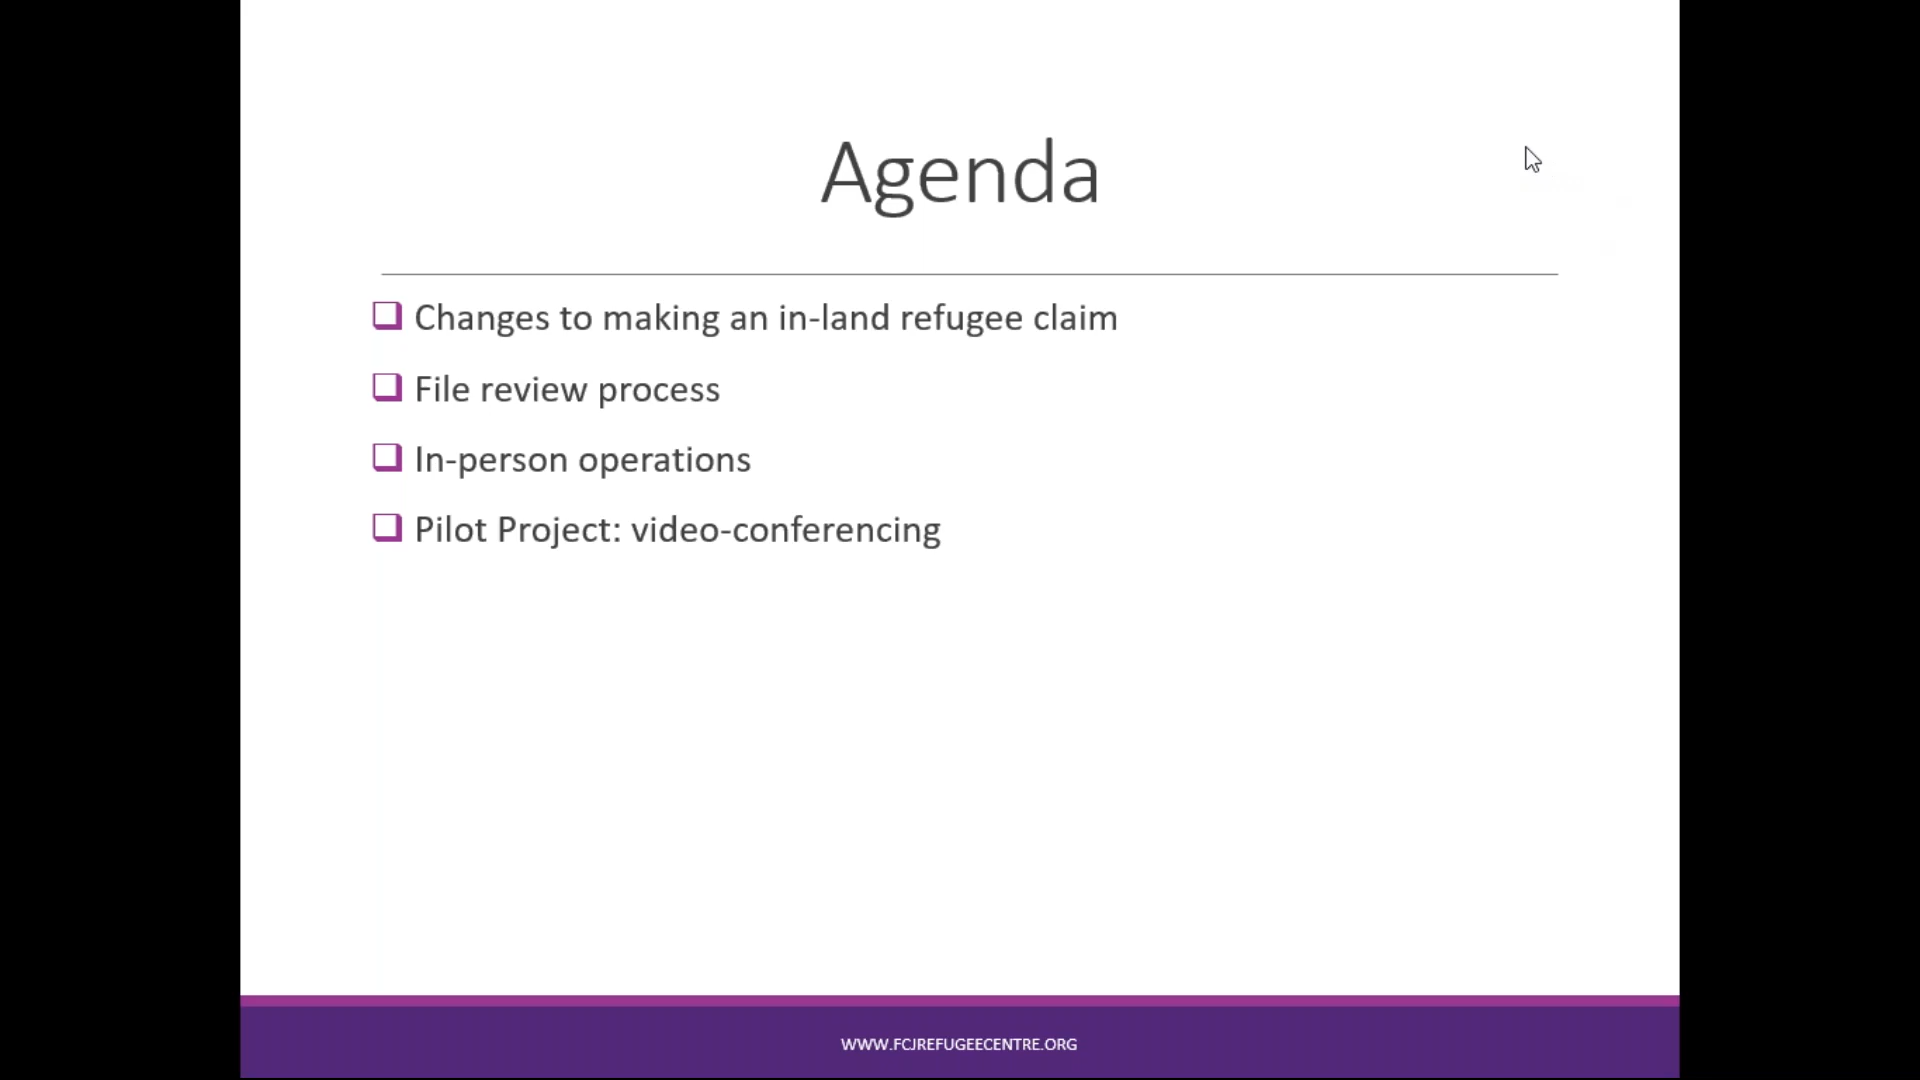 Agenda
Changes to making an in-land refugee claim
File review process
In-person operations
Pilot Project: video-conferencing
WWW.FCJREFUGEECENTRE.ORG